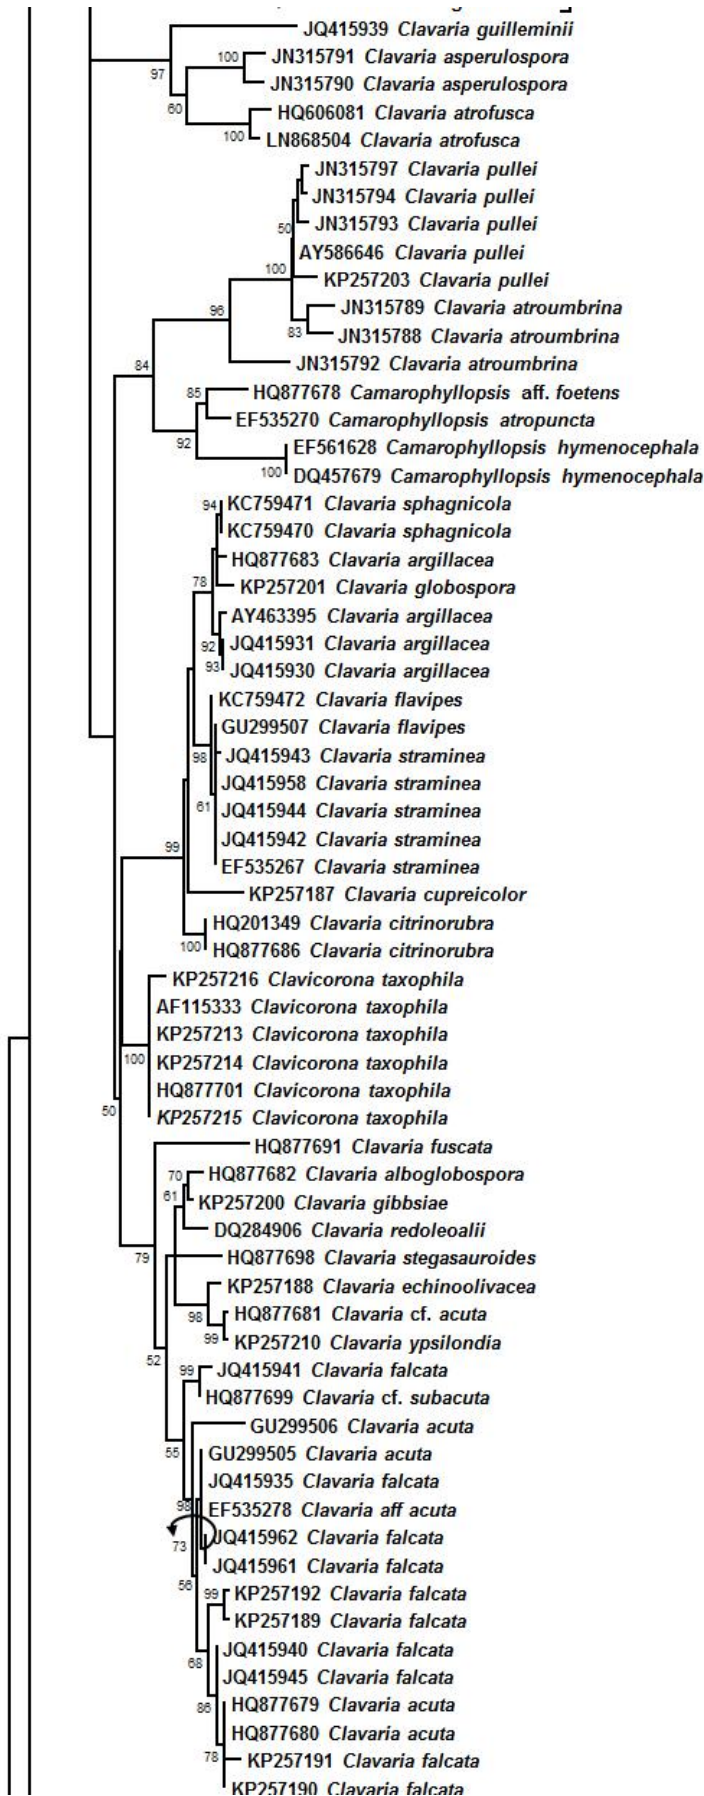 JQ415939 Clavaria guilleminii
100 JN315791 Clavaria asperulospora
97
JN315790 Clavaria asperulospora
60 HQ606081 Clavaria atrofusca
100 LN868504 Clavaria atrofusca
JN315797 Clavaria pullei
JN315794 Clavaria pullei
50 JN315793 Clavaria pullei
AY586646 Clavaria pullei
100
KP257203 Clavaria pullei
96 JN315789 Clavaria atroumbrina
83 JN315788 Clavaria atroumbrina
84 JN315792 Clavaria atroumbrina
85 HQ877678 Camarophyllopsis aff. foetens
EF535270 Camarophyllopsis atropuncta
92 EF561628 Camarophyllopsis hymenocephala
100 DQ457679 Camarophyllopsis hymenocephala
94 KC759471 Clavaria sphagnicola
KC759470 Clavaria sphagnicola
HQ877683 Clavaria argillacea
78 KP257201 Clavaria globospora
AY463395 Clavaria argillacea
92 JQ415931 Clavaria argillacea
93 JQ415930 Clavaria argillacea
KC759472 Clavaria flavipes
GU299507 Clavaria flavipes
98 JQ415943 Clavaria straminea
JQ415958 Clavaria straminea
61 JQ415944 Clavaria straminea
JQ415942 Clavaria straminea
99
EF535267 Clavaria straminea
KP257187 Clavaria cupreicolor
HQ201349 Clavaria citrinorubra
100 HQ877686 Clavaria citrinorubra
KP257216 Clavicorona taxophila
AF115333 Clavicorona taxophila
KP257213 Clavicorona taxophila
100 KP257214 Clavicorona taxophila
HQ877701 Clavicorona taxophila
50
KP257215 Clavicorona taxophila
HQ877691 Clavaria fuscata
70 HQ877682 Clavaria alboglobospora
61 KP257200 Clavaria gibbsiae
DQ284906 Clavaria redoleoalii
79 HQ877698 Clavaria stegasauroides
KP257188 Clavaria echinoolivacea
98 HQ877681 Clavaria cf. acuta
99 KP257210 Clavaria ypsilondia
52
99 JQ415941 Clavaria falcata
HQ877699 Clavaria cf. subacuta
GU299506 Clavaria acuta
55 GU299505 Clavaria acuta
JQ415935 Clavaria falcata
98 EF535278 Clavaria aff acuta
JQ415962 Clavaria falcata
73
JQ415961 Clavaria falcata
56
99 KP257192 Clavaria falcata
KP257189 Clavaria falcata
JQ415940 Clavaria falcata
68
JQ415945 Clavaria falcata
86 HQ877679 Clavaria acuta
HQ877680 Clavaria acuta
78 KP257191 Clavaria falcata
KP257190 Clavaria falcata